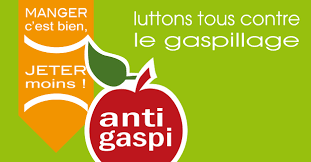 MANGER
c'est bien,
JETER
moins !
luttons tous contre
le gaspillage
anti
gaspi